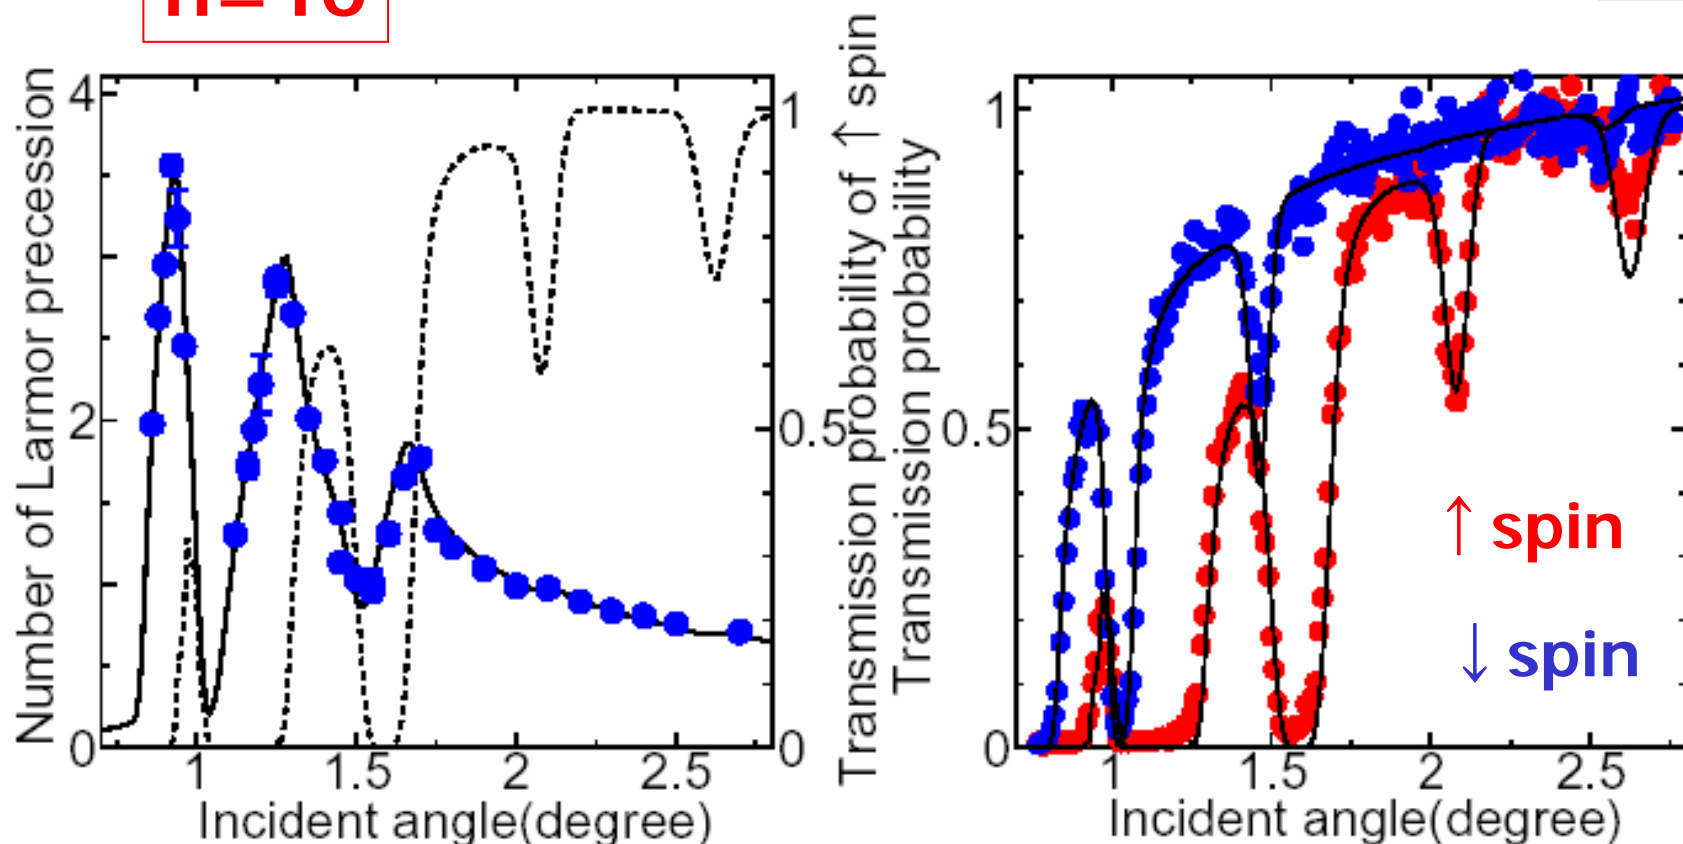 n=10
Number of Larmor precession
4
2
0
1
0.5
0
1
1.5
2
2.5
Incident angle(degree)
Transmission probability of ↑ spin
Transmission probability
1
0.5
0
1
1.5
2
2.5
Incident angle(degree)
↑ spin
↓ spin